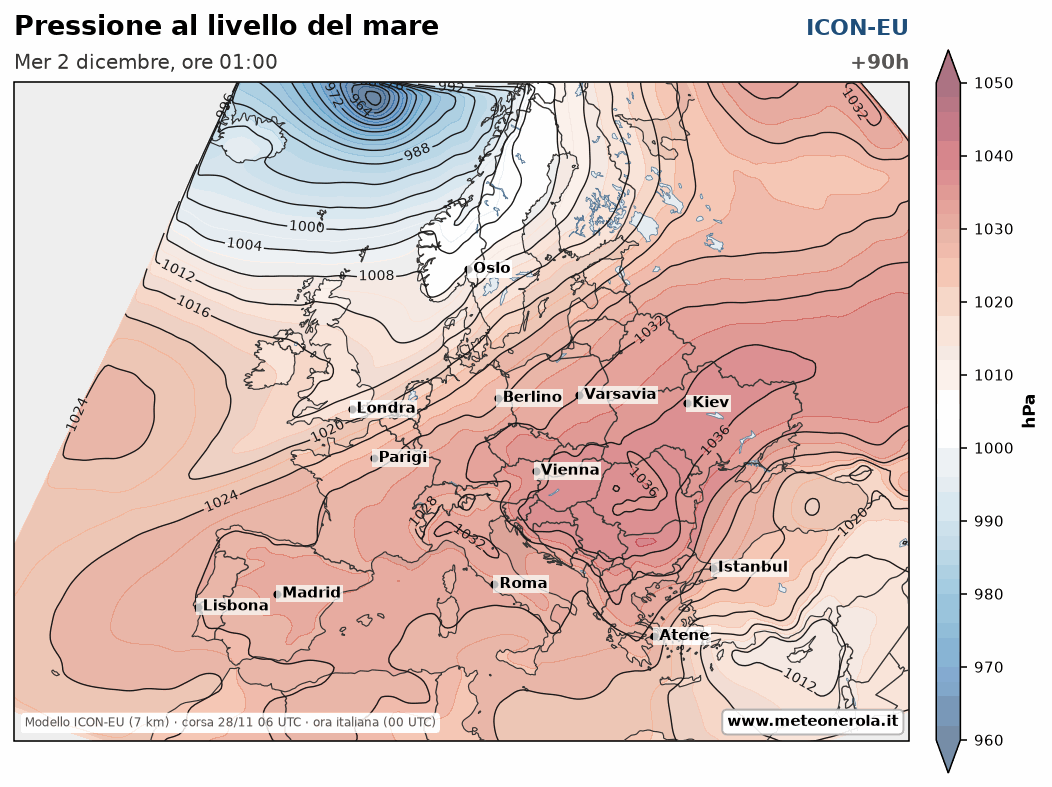 Pressione al livello del mare
ICON-EU
Mer 2 dicembre, ore 01:00
+90h
996
972
964
992
1032
988
1000
1004
1008
1012
1016
Oslo
1032
1024
Londra
Berlino
Varsavia
Kiev
1020
1036
Parigi
Vienna
1036
1024
1028
1032
1020
Istanbul
Roma
Madrid
Lisbona
Atene
1012
Modello ICON-EU (7 km) · corsa 28/11 06 UTC · ora italiana (00 UTC)
www.meteonerola.it
1050
1040
1030
1020
1010
1000
990
980
970
960
hPa